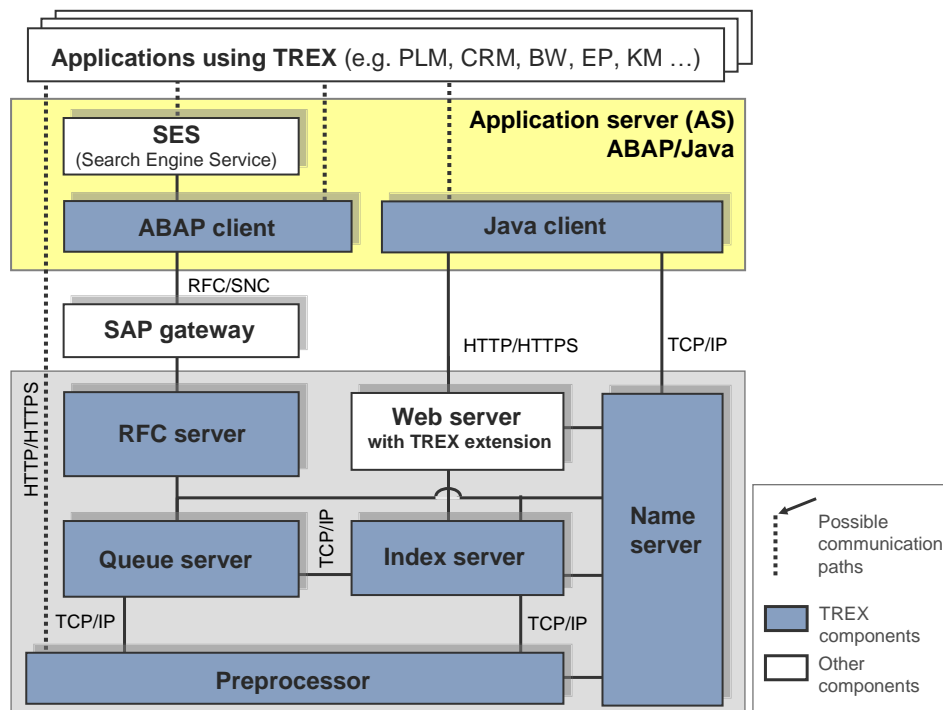 Applications using TREX (e.g. PLM, CRM, BW, EP, KM …)
Application server (AS)
ABAP/Java
SES
(Search Engine Service)
ABAP client
Java client
RFC/SNC
SAP gateway
HTTP/HTTPS
TCP/IP
HTTP/HTTPS
RFC server
Web server
with TREX extension
Name
server
Queue server
TCP/IP
Index server
TCP/IP
TCP/IP
Preprocessor
Possible
communication
paths
TREX
components
Other
components